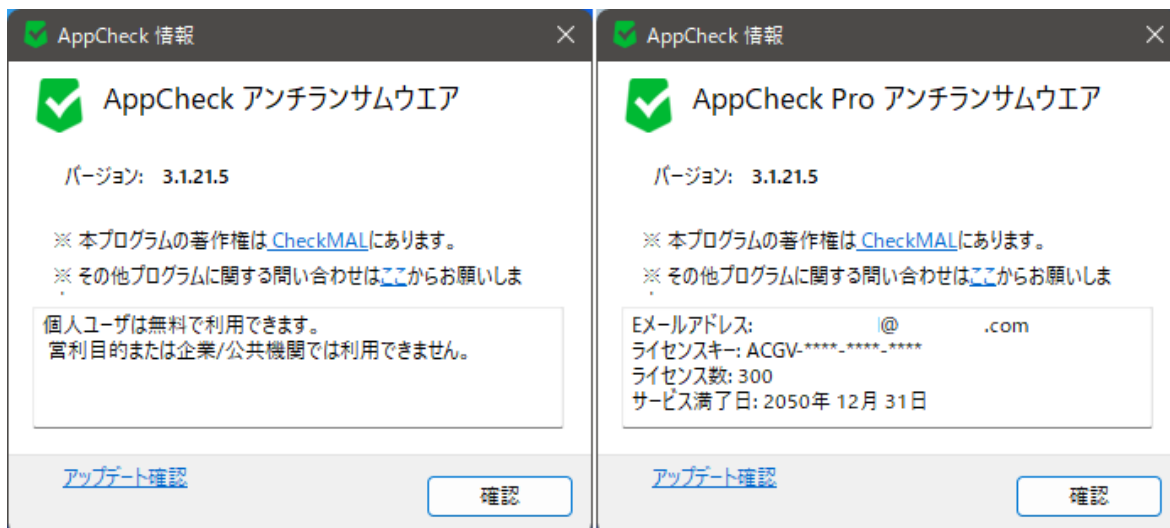 AppCheck 情報
AppCheck アンチランサムウエア
バージョン: 3.1.21.5
※ 本プログラムの著作権は CheckMALにあります。
※ その他プログラムに関する問い合わせはここからお願いしま
個人ユーザは無料で利用できます。
営利目的または企業/公共機関では利用できません。
アップデート確認
確認
AppCheck 情報
AppCheck Pro アンチランサムウエア
バージョン: 3.1.21.5
※ 本プログラムの著作権は CheckMALにあります。
※ その他プログラムに関する問い合わせはここからお願いしま
Eメールアドレス: @ .com
ライセンスキー: ACGV-****-****-****
ライセンス数: 300
サービス満了日: 2050年 12月 31日
アップデート確認
確認